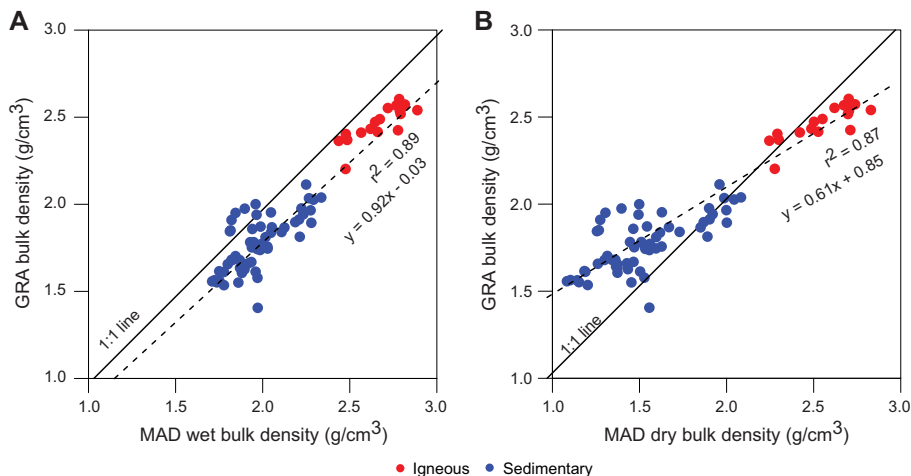 A
B
GRA bulk density (g/cm³)
3.0
2.5
2.0
1.5
1.0
1.0
2.0
2.5
3.0
MAD wet bulk density (g/cm³)
1:1 line
r² = 0.89
y = 0.92x - 0.03
GRA bulk density (g/cm³)
3.0
2.5
2.0
1.5
1.0
1.0
2.0
2.5
3.0
MAD dry bulk density (g/cm³)
1:1 line
r² = 0.87
y = 0.61x + 0.85
Igneous Sedimentary